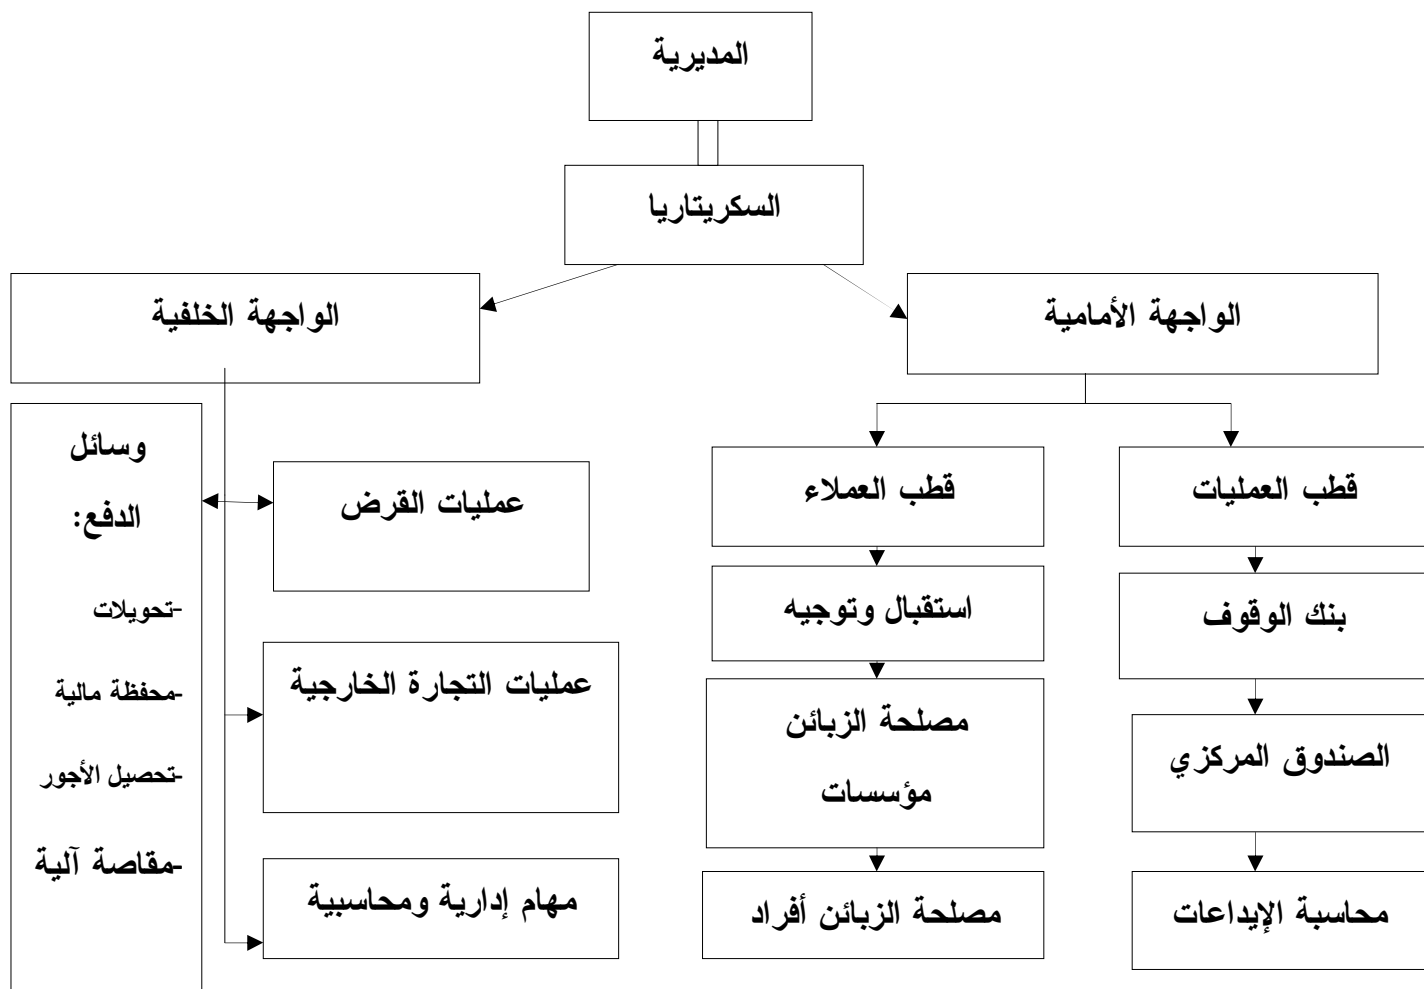 المديرية
السكريتاريا
الواجهة الأمامية
الواجهة الخلفية
قطب العمليات
بنك الوقوف
الصندوق المركزي
محاسبة الإيداعات
قطب العملاء
استقبال وتوجيه
مصلحة الزبائن
مؤسسات
مصلحة الزبائن أفراد
عمليات القرض
عمليات التجارة الخارجية
مهام إدارية ومحاسبية
وسائل
الدفع:
-تحويلات
-محفظة مالية
-تحصيل الأجور
-مقاصة آلية